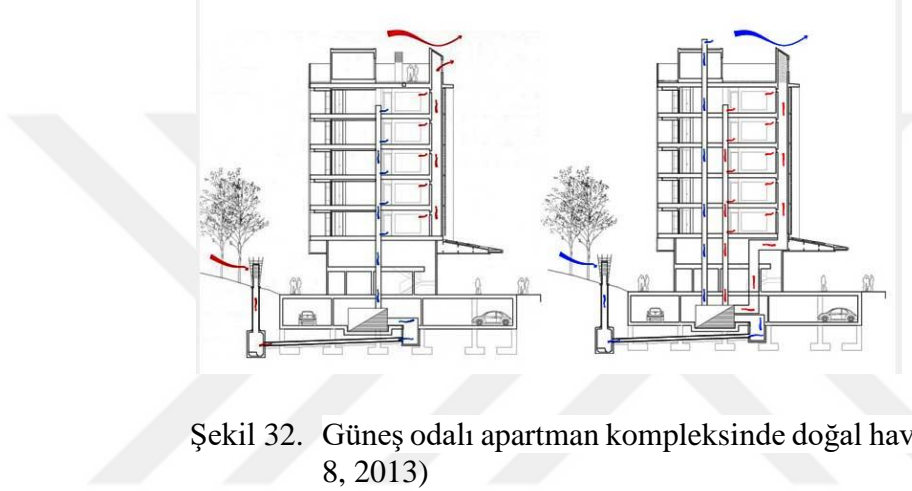 Şekil 32. Güneş odalı apartman kompleksinde doğal hav
8, 2013)